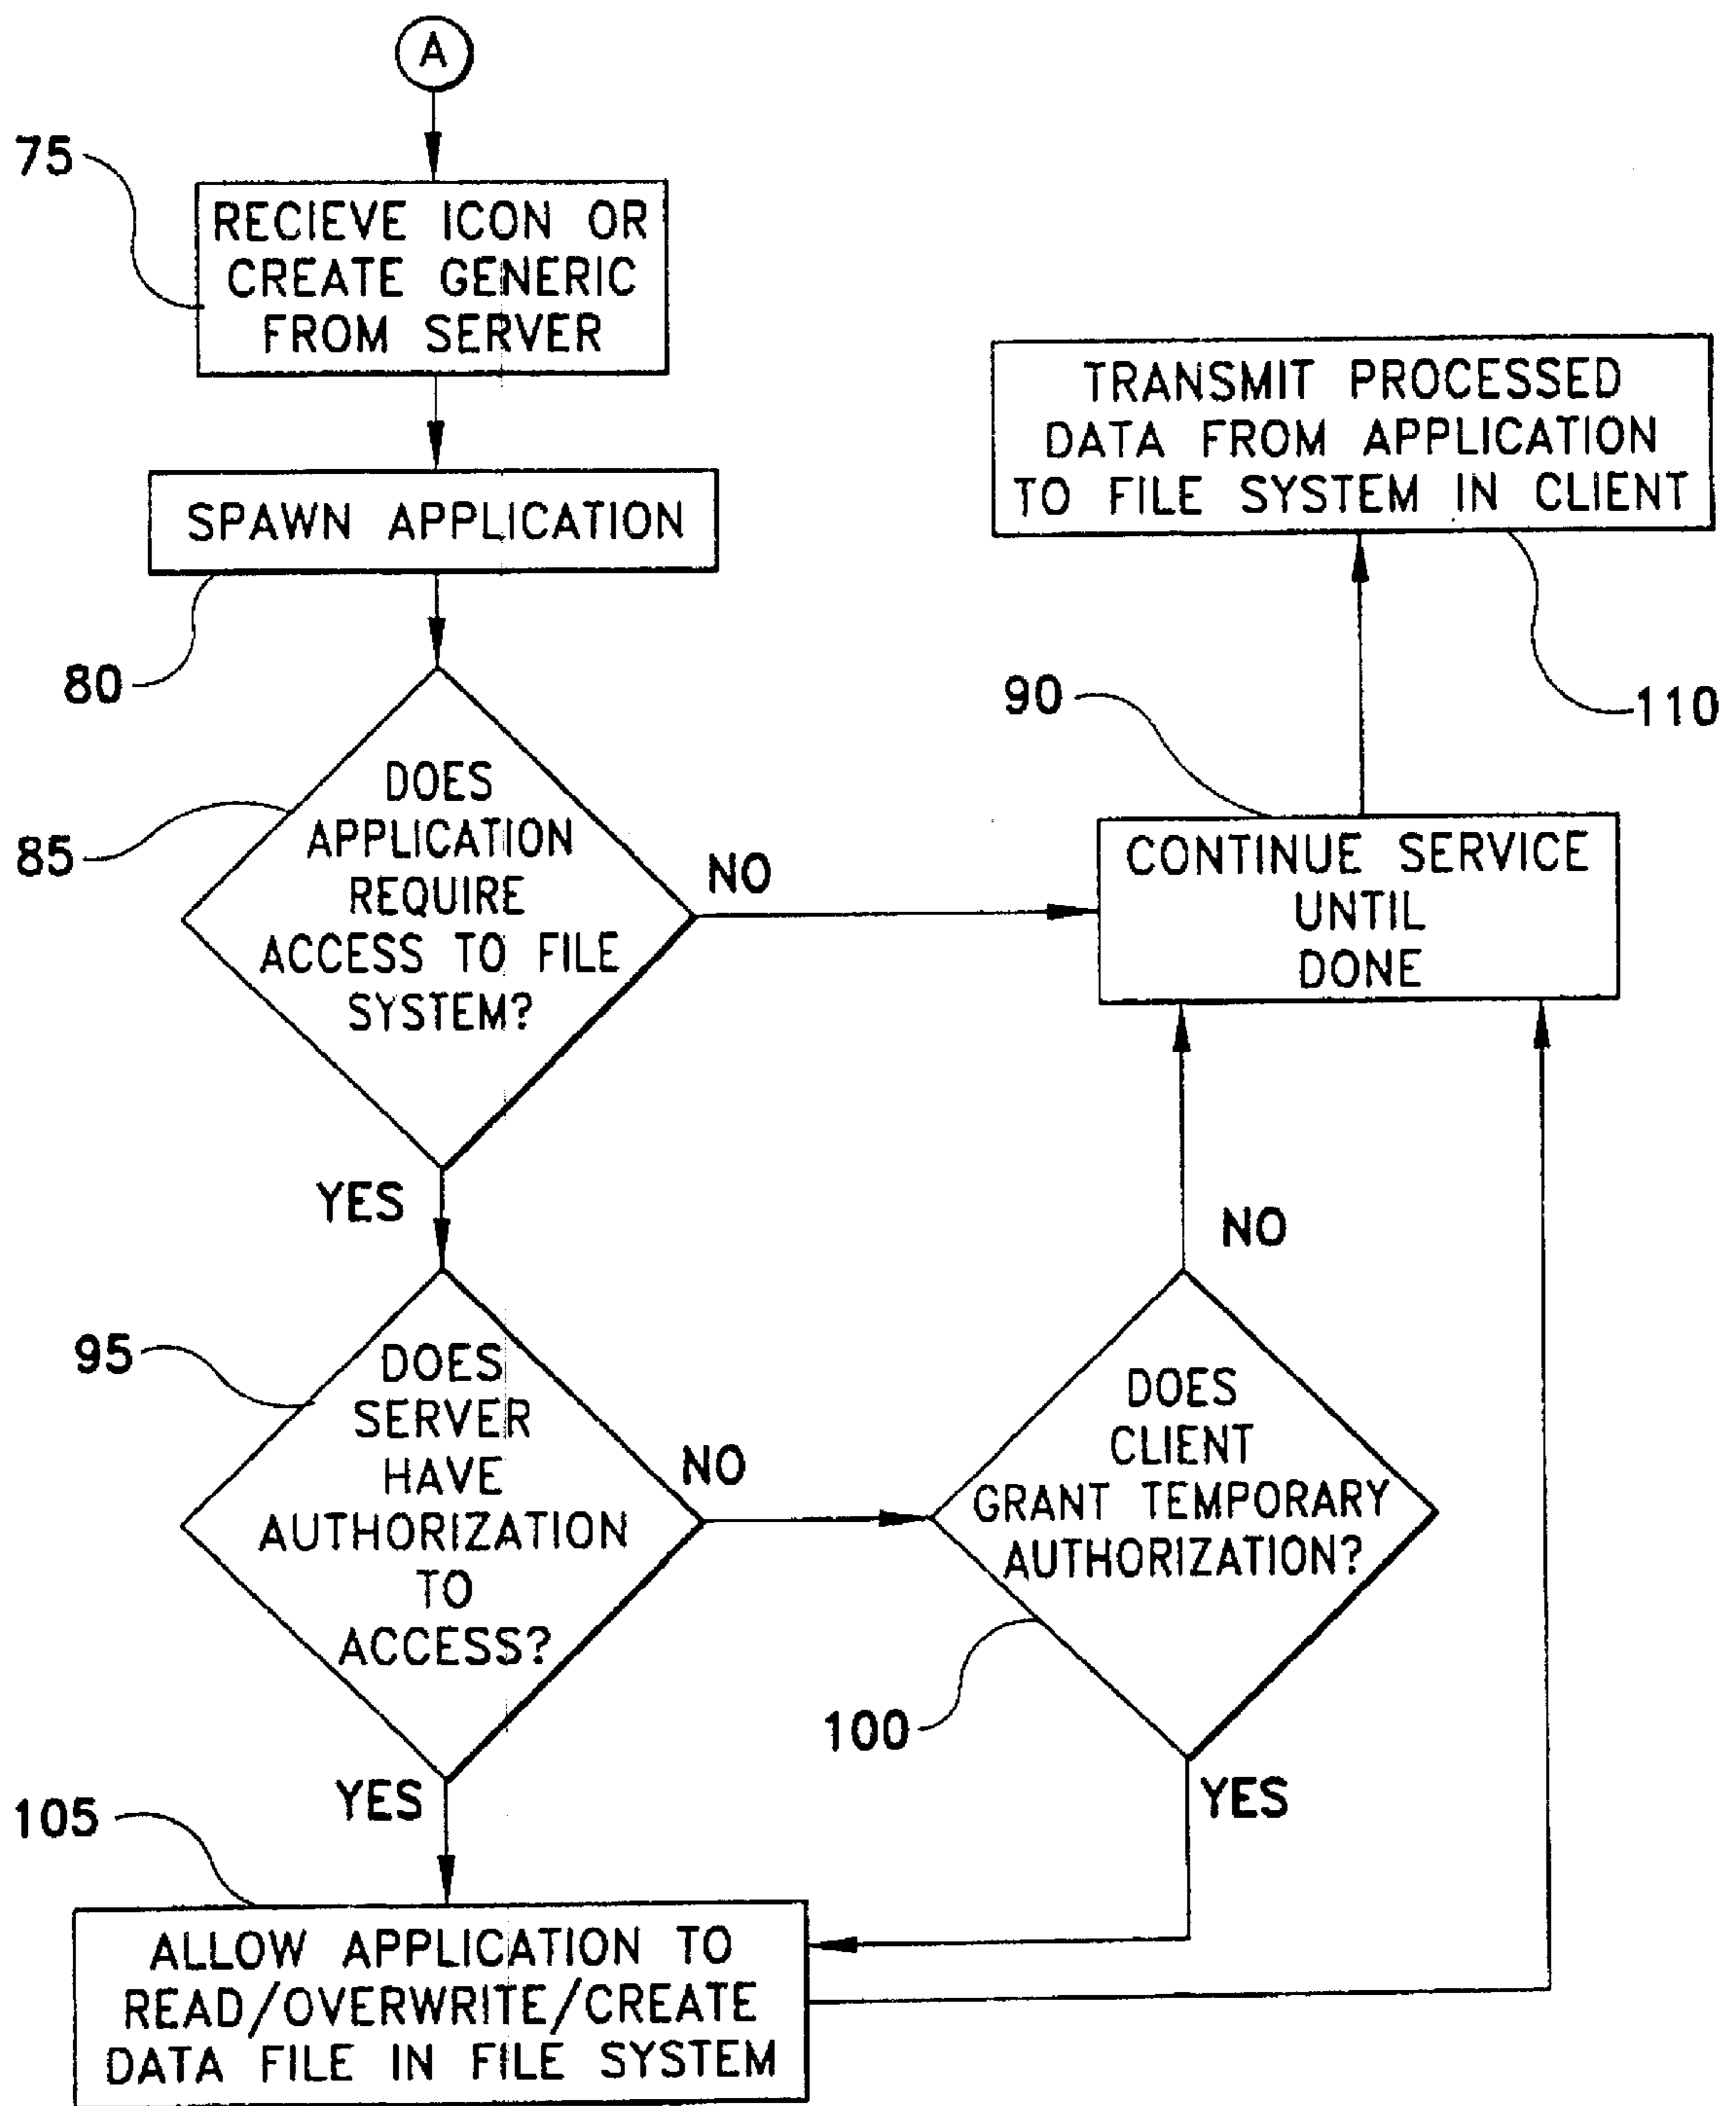 A
75
RECIEVE ICON OR
CREATE GENERIC
FROM SERVER
SPAWN APPLICATION
80
85
DOES
APPLICATION
REQUIRE
ACCESS TO FILE
SYSTEM?
NO
YES
TRANSMIT PROCESSED
DATA FROM APPLICATION
TO FILE SYSTEM IN CLIENT
110
90
CONTINUE SERVICE
UNTIL
DONE
95
DOES
SERVER
HAVE
AUTHORIZATION
TO
ACCESS?
NO
YES
DOES
CLIENT
GRANT TEMPORARY
AUTHORIZATION?
NO
100
YES
105
ALLOW APPLICATION TO
READ/OVERWRITE/CREATE
DATA FILE IN FILE SYSTEM